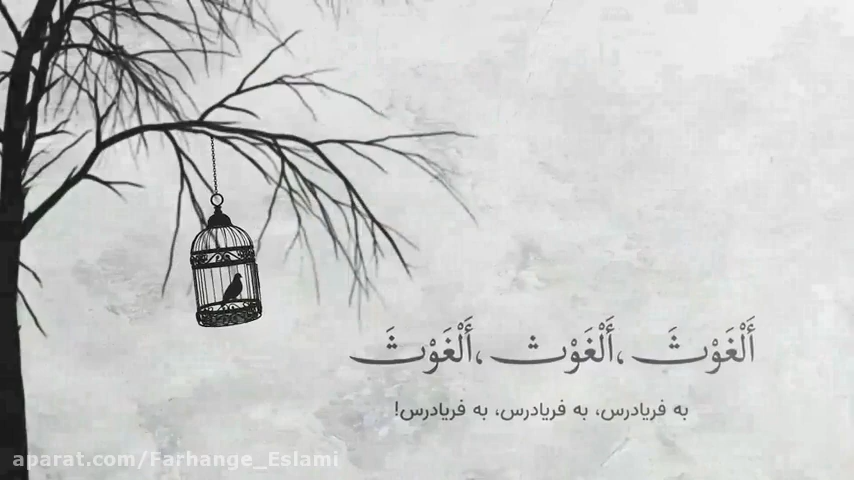 أَلْغَوْثَ، أَلْغَوْث، أَلْغَوْثَ
به فریادرس، به فریادرس، به فریادرس!
aparat.com/Farhange_Eslami